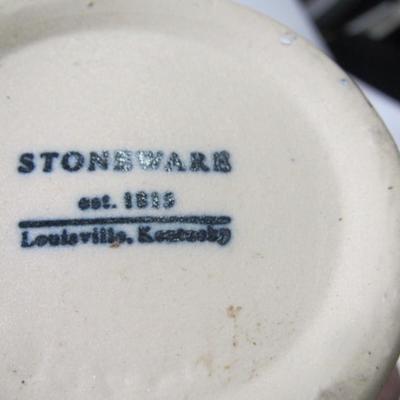 STONEWARE
est. 1815
Louisville, Kentucky